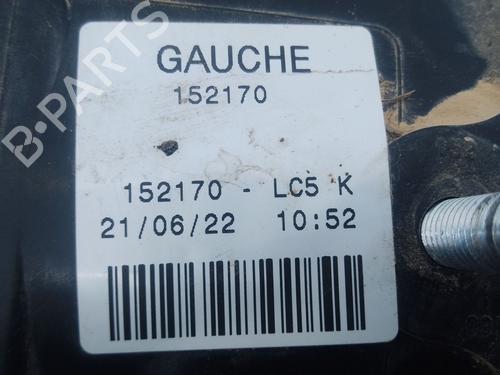 GAUCHE
152170
152170 - LC5 K
21/06/22 10:52
B-PARTS